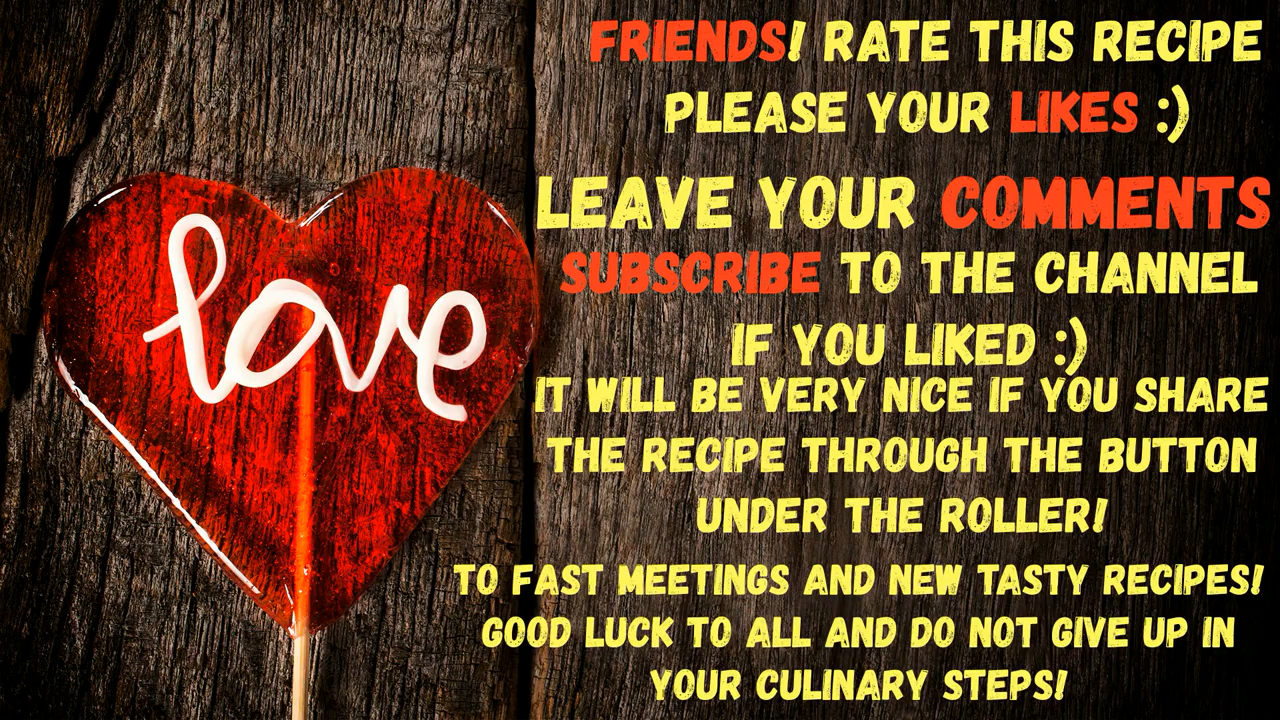 love
FRIENDS! RATE THIS RECIPE
PLEASE YOUR LIKES :)
LEAVE YOUR COMMENTS
SUBSCRIBE TO THE CHANNEL
IF YOU LIKED :)
IT WILL BE VERY NICE IF YOU SHARE
THE RECIPE THROUGH THE BUTTON
UNDER THE ROLLER!
TO FAST MEETINGS AND NEW TASTY RECIPES!
GOOD LUCK TO ALL AND DO NOT GIVE UP IN
YOUR CULINARY STEPS!